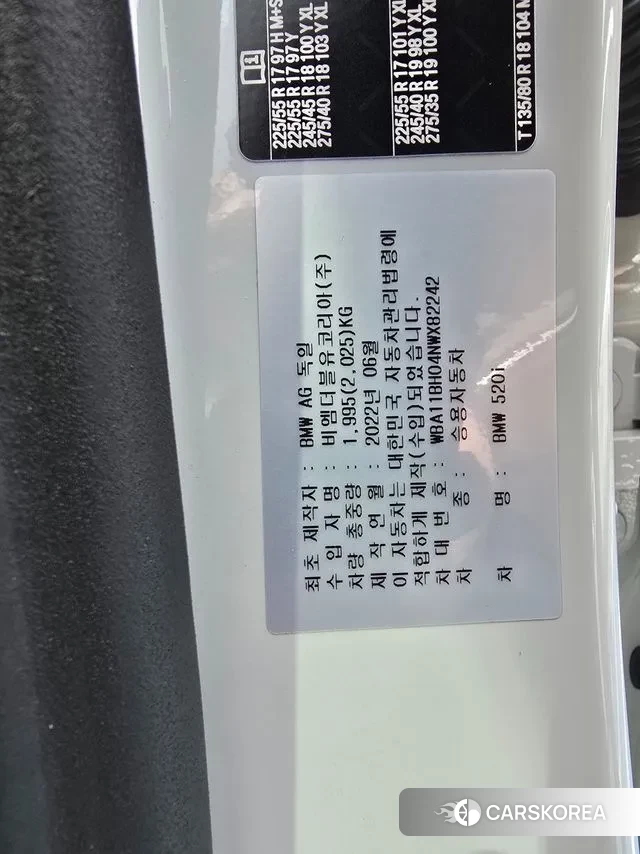 225/55 R 17 97 H M+S
225/55 R 17 97 Y
245/45 R 18 100 Y XL
275/40 R 18 103 Y XL
225/55 R 17 101 Y XL
245/40 R 19 98 Y XL
275/35 R 19 100 Y XL
T 135/80 R 18 104 M
최초 제작자 : BMW AG 독일
수 입 자 명 : 비엠더블유코리아(주)
차량 총중량 : 1,995(2,025)KG
제 작 연 월 : 2022년 06월
이 자동차는 대한민국 자동차관리법령에
적합하게 제작(수입)되었습니다.
차 대 번 호 : WBA11BH04NWX82242
차 종 : 승용자동차
차 명 : BMW 520i
CARSKOREA